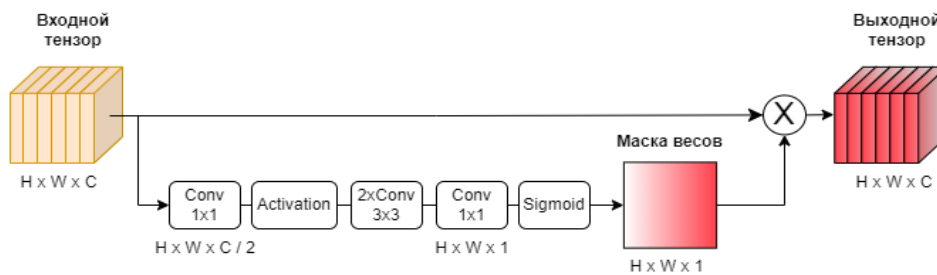 Входной
тензор
H x W x C
Conv
1x1
H x W x C / 2
Activation
2xConv
3x3
Conv
1x1
H x W x 1
Sigmoid
Маска весов
H x W x 1
X
Выходной
тензор
H x W x C